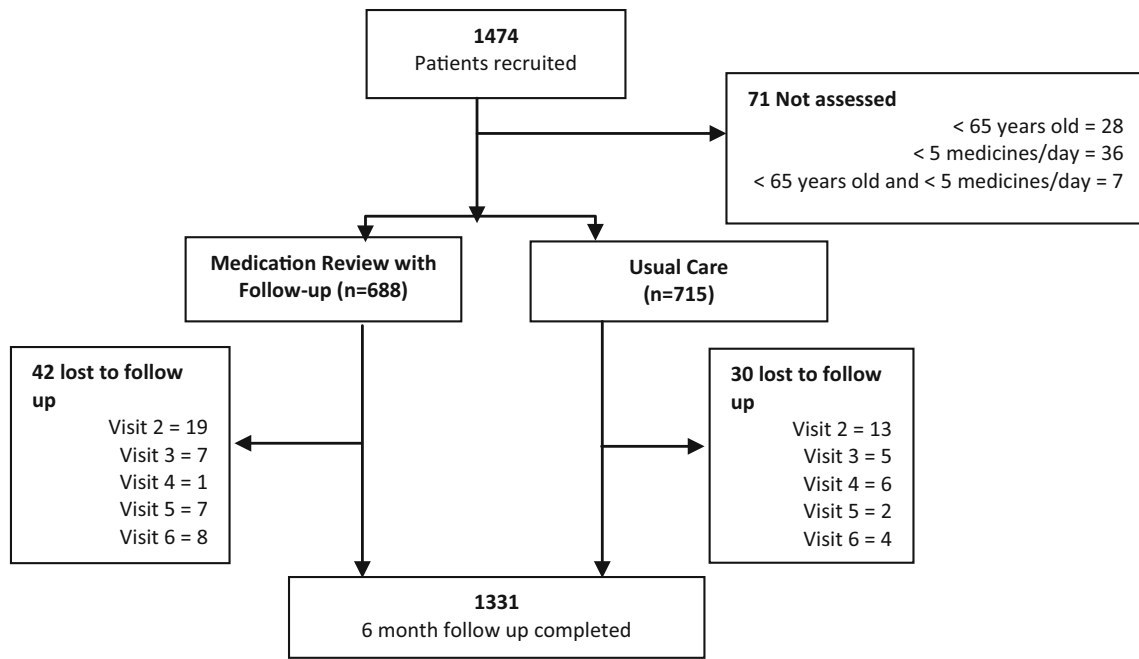 1474
Patients recruited
71 Not assessed
< 65 years old = 28
< 5 medicines/day = 36
< 65 years old and < 5 medicines/day = 7
Medication Review with
Follow-up (n=688)
Usual Care
(n=715)
42 lost to follow
up
Visit 2 = 19
Visit 3 = 7
Visit 4 = 1
Visit 5 = 7
Visit 6 = 8
30 lost to follow
up
Visit 2 = 13
Visit 3 = 5
Visit 4 = 6
Visit 5 = 2
Visit 6 = 4
1331
6 month follow up completed